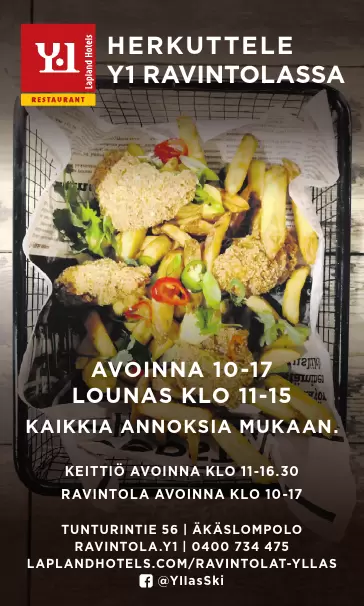 Y.1
Lapland Hotels
RESTAURANT
HERKUTTELE
Y1 RAVINTOLASSA
AVOINNA 10-17
LOUNAS KLO 11-15
KAIKKIA ANNOKSIA MUKAAN.
KEITTIÖ AVOINNA KLO 11-16.30
RAVINTOLA AVOINNA KLO 10-17
TUNTURINTIE 56 | ÄKÄSLOMPOLO
RAVINTOLA.Y1 | 0400 734 475
LAPLANDHOTELS.COM/RAVINTOLAT-YLLAS
@YllasSki